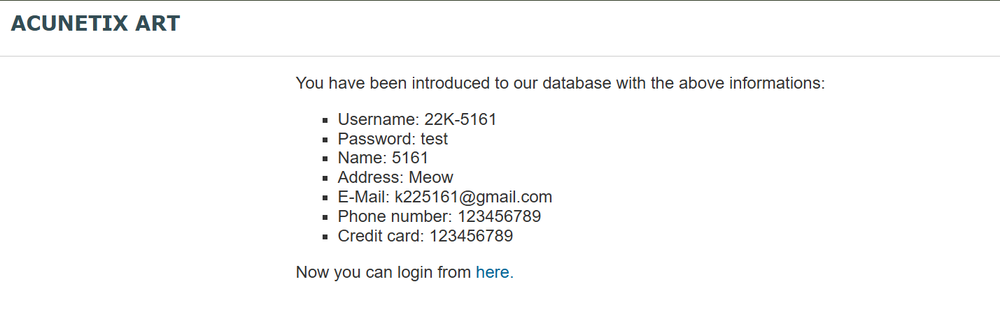 ACUNETIX ART
You have been introduced to our database with the above informations:
Username: 22K-5161
Password: test
Name: 5161
Address: Meow
E-Mail: k225161@gmail.com
Phone number: 123456789
Credit card: 123456789
Now you can login from here.